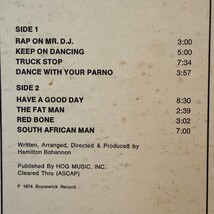 SIDE 1
RAP ON MR. D.J. 3:00
KEEP ON DANCING 5:00
TRUCK STOP 7:34
DANCE WITH YOUR PARNO 3:57
SIDE 2
HAVE A GOOD DAY 8:30
THE FAT MAN 2:39
RED BONE 3:02
SOUTH AFRICAN MAN 7:00
Written, Arranged, Directed & Produced by
Hamilton Bohannon
Published By HOG MUSIC, INC.
Cleared Thru (ASCAP)
P 1974 Brunswick Record